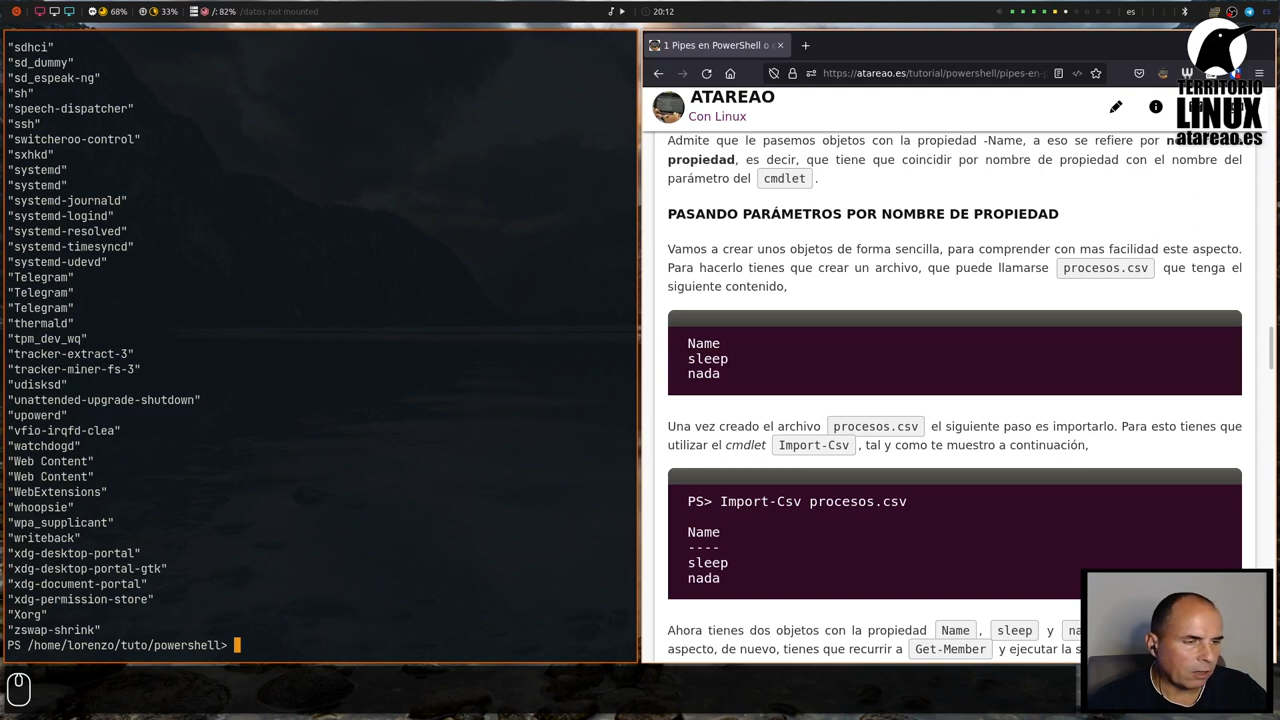 68%
33%
/: 82%
/datos not mounted
20:12
es
ES
"sdhci"
"sd_dummy"
"sd_espeak-ng"
"sh"
"speech-dispatcher"
"ssh"
"switcheroo-control"
"sxhkd"
"systemd"
"systemd"
"systemd-journald"
"systemd-logind"
"systemd-resolved"
"systemd-timesyncd"
"systemd-udevd"
"Telegram"
"Telegram"
"Telegram"
"thermald"
"tpm_dev_wq"
"tracker-extract-3"
"tracker-miner-fs-3"
"udisksd"
"unattended-upgrade-shutdown"
"upowerd"
"vfio-irqfd-clea"
"watchdogd"
"Web Content"
"Web Content"
"WebExtensions"
"whoopsie"
"wpa_supplicant"
"writeback"
"xdg-desktop-portal"
"xdg-desktop-portal-gtk"
"xdg-document-portal"
"xdg-permission-store"
"Xorg"
"zswap-shrink"
PS /home/lorenzo/tuto/powershell>
1 Pipes en PowerShell o
https://atareao.es/tutorial/powershell/pipes-en-p
TERRITORIO
LINUX
atareao.es
ATAREAO
Con Linux
Admite que le pasemos objetos con la propiedad -Name, a eso se refiere por
propiedad, es decir, que tiene que coincidir por nombre de propiedad con el nombre del
parámetro del cmdlet .
PASANDO PARÁMETROS POR NOMBRE DE PROPIEDAD
Vamos a crear unos objetos de forma sencilla, para comprender con mas facilidad este aspecto.
Para hacerlo tienes que crear un archivo, que puede llamarse procesos.csv que tenga el
siguiente contenido,
Name
sleep
nada
Una vez creado el archivo procesos.csv el siguiente paso es importarlo. Para esto tienes que
utilizar el cmdlet Import-Csv , tal y como te muestro a continuación,
PS> Import-Csv procesos.csv
Name
----
sleep
nada
Ahora tienes dos objetos con la propiedad Name , sleep y na
aspecto, de nuevo, tienes que recurrir a Get-Member y ejecutar la s